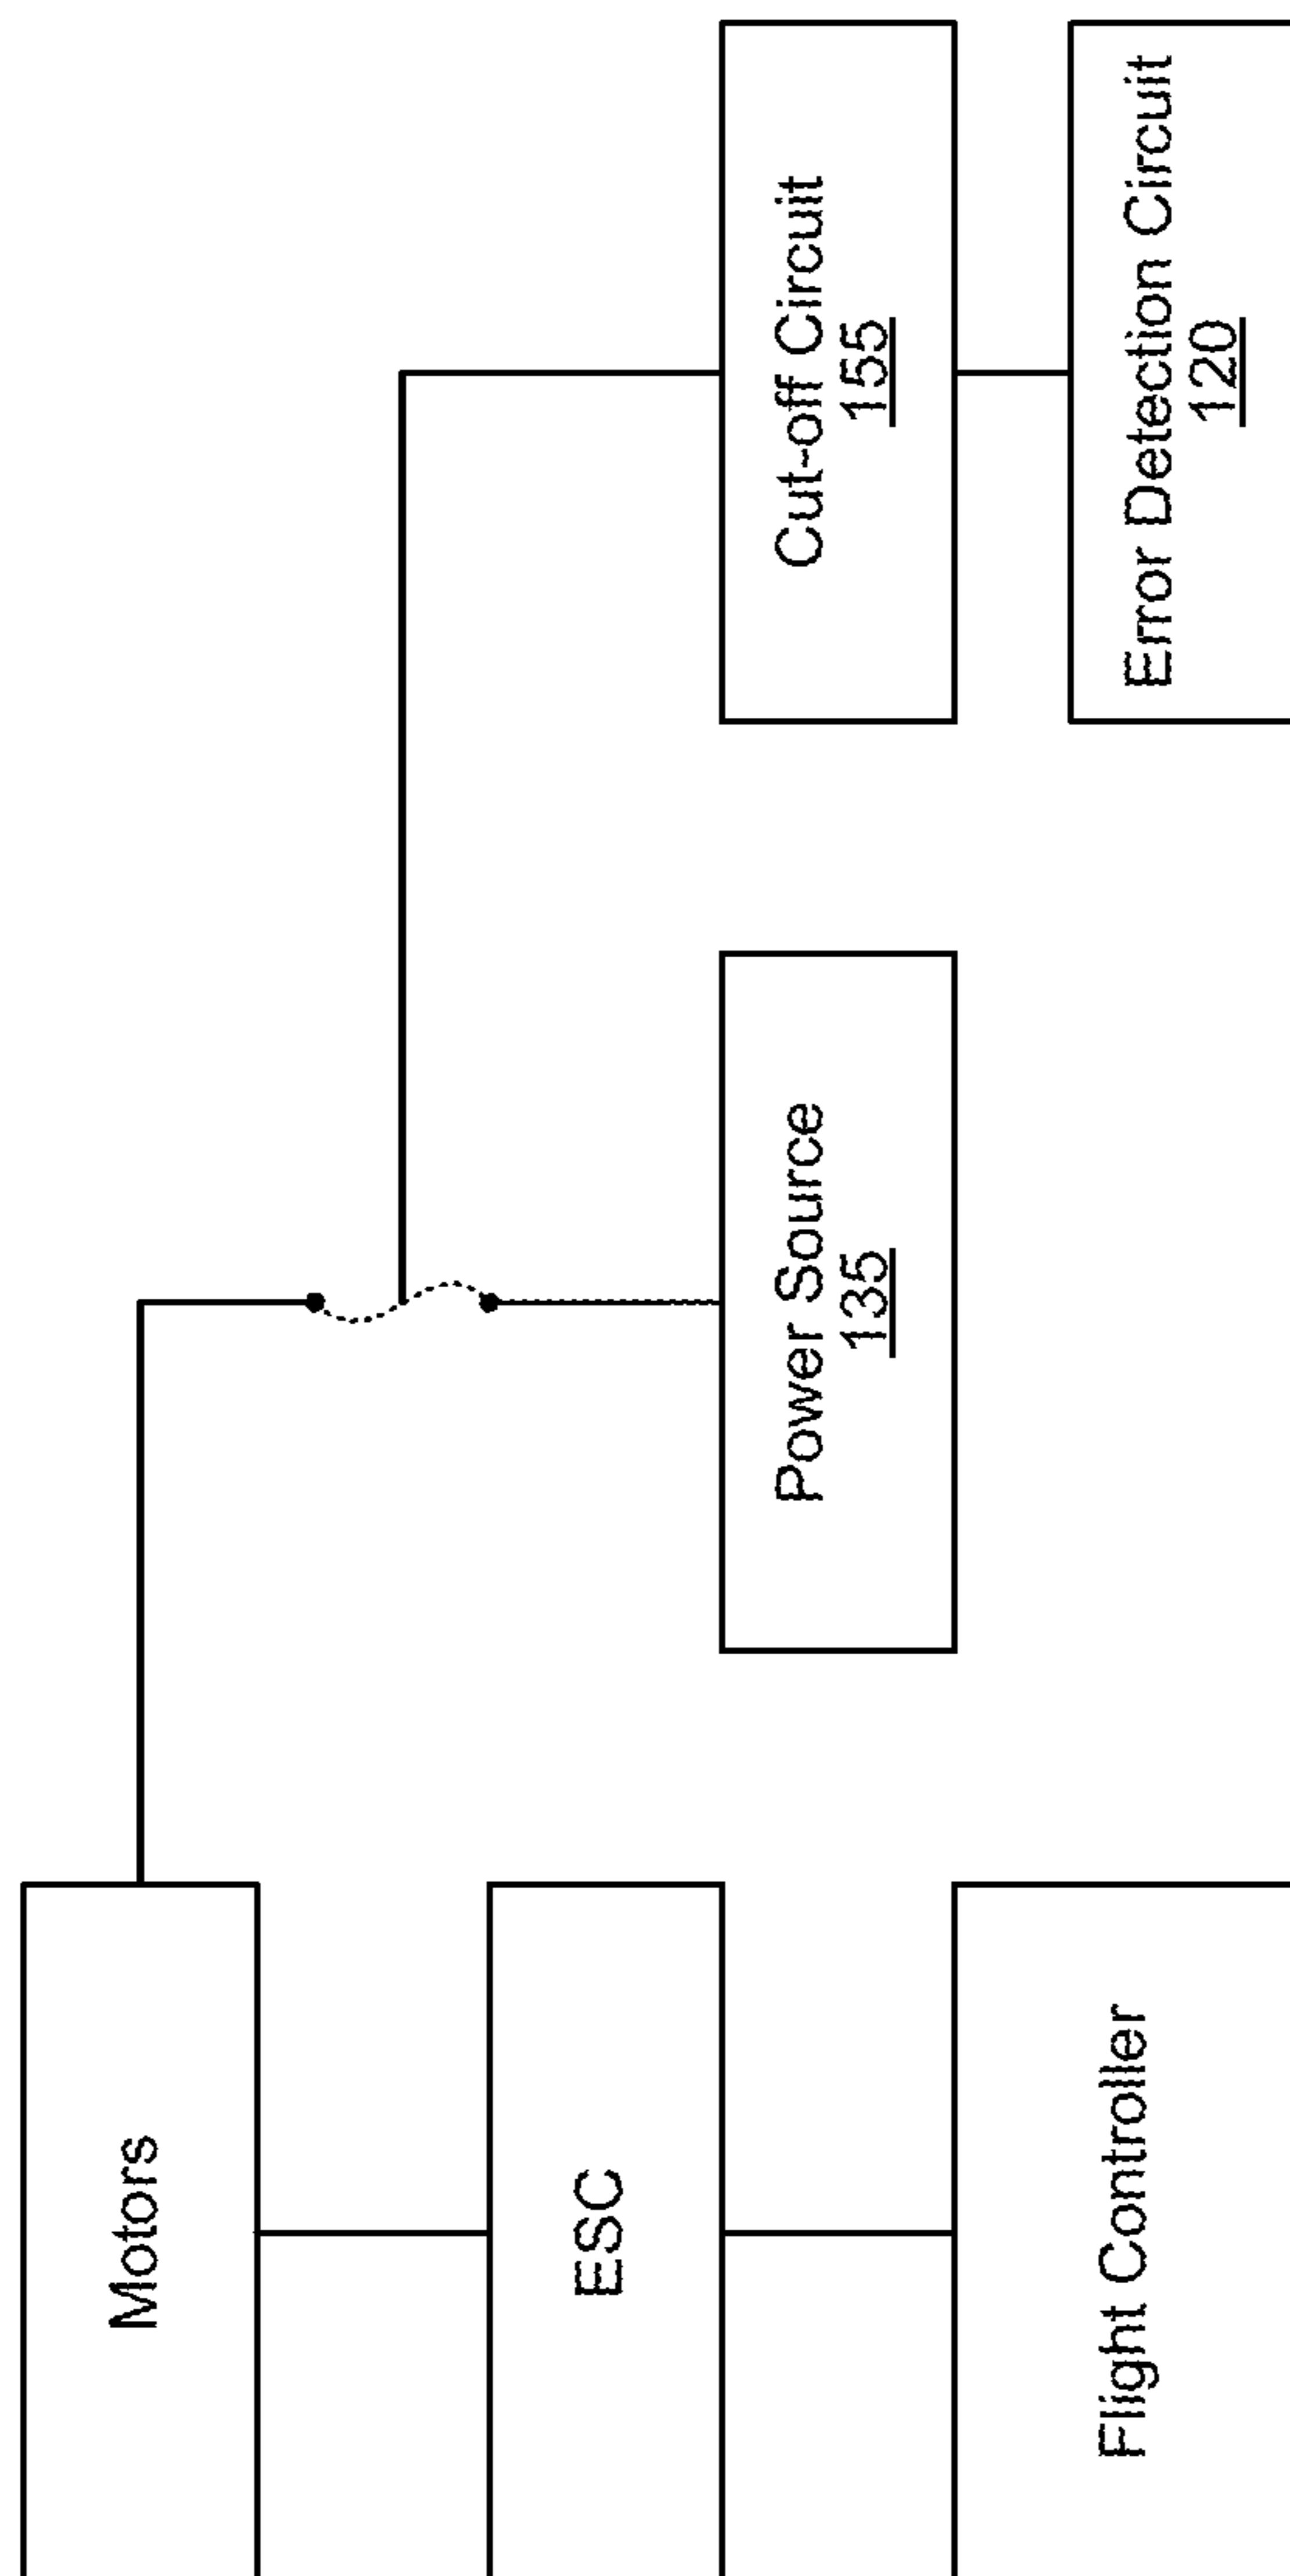 Motors
ESC
Flight Controller
Power Source
135
Cut-off Circuit
155
Error Detection Circuit
120